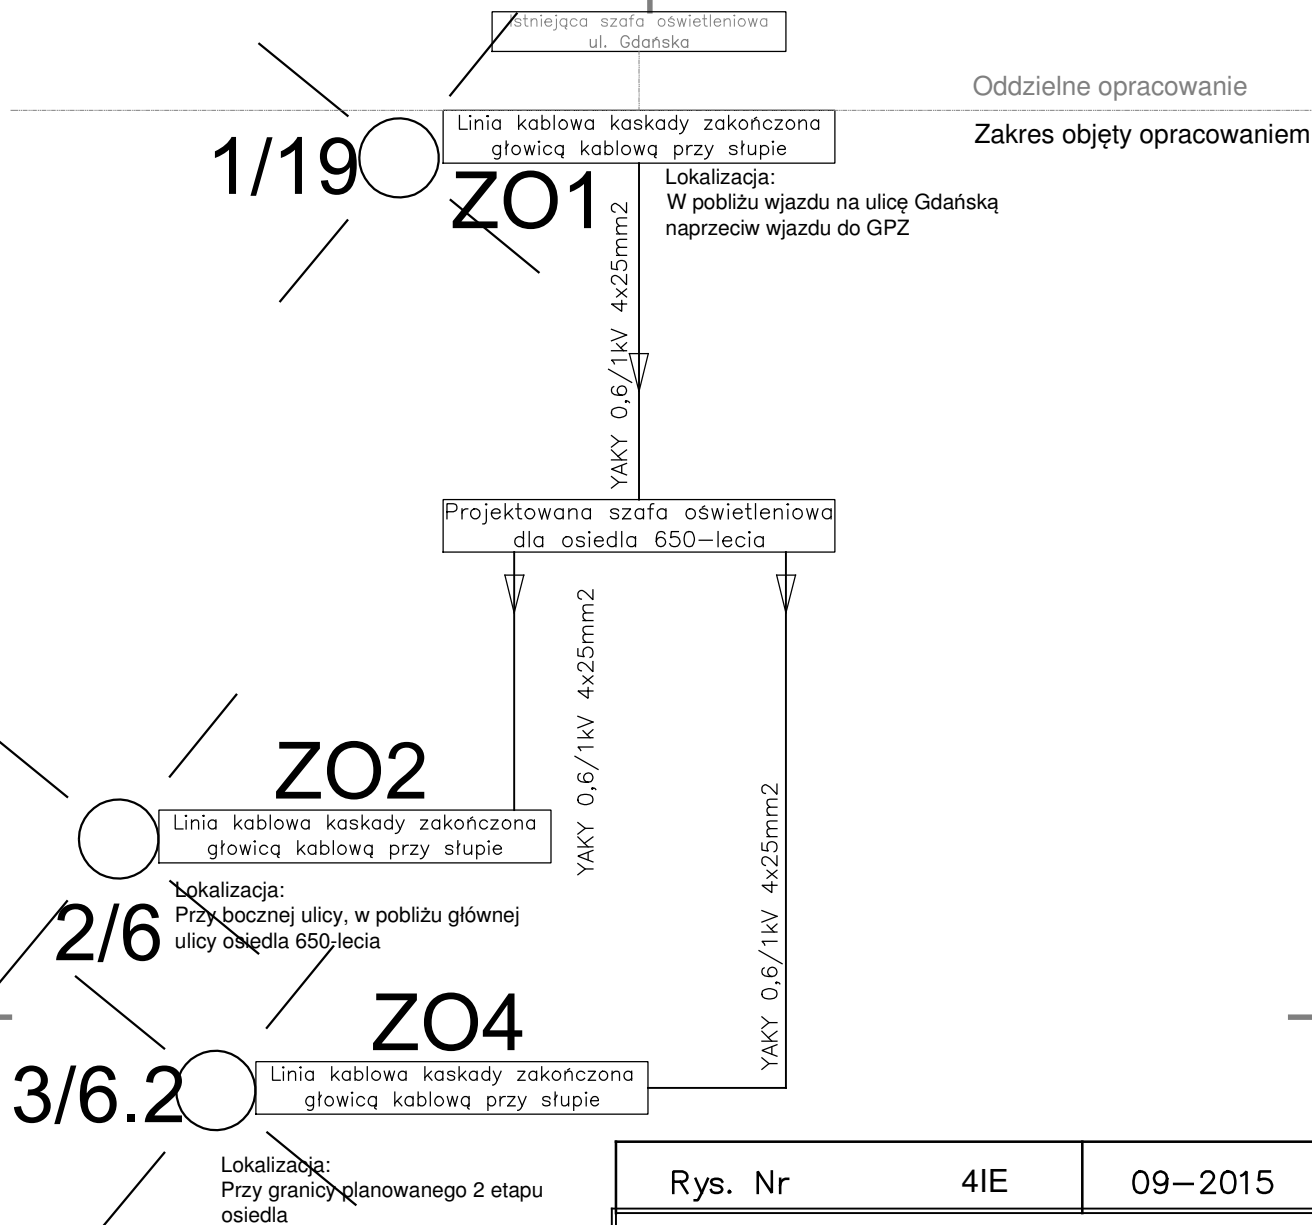 Istniejąca szafa oświetleniowa
ul. Gdańska
Oddzielne opracowanie
Zakres objęty opracowaniem
Linia kablowa kaskady zakończona
głowicą kablową przy słupie
1/19
ZO1
Lokalizacja:
W pobliżu wjazdu na ulicę Gdańską
naprzeciw wjazdu do GPZ
YAKY 0,6/1kV 4x25mm2
Projektowana szafa oświetleniowa
dla osiedla 650-lecia
YAKY 0,6/1kV 4x25mm2
YAKY 0,6/1kV 4x25mm2
ZO2
Linia kablowa kaskady zakończona
głowicą kablową przy słupie
2/6
Lokalizacja:
Przy bocznej ulicy, w pobliżu głównej
ulicy osiedla 650-lecia
ZO4
Linia kablowa kaskady zakończona
głowicą kablową przy słupie
3/6.2
Lokalizacja:
Przy granicy planowanego 2 etapu
osiedla
Rys. Nr 4IE 09-2015